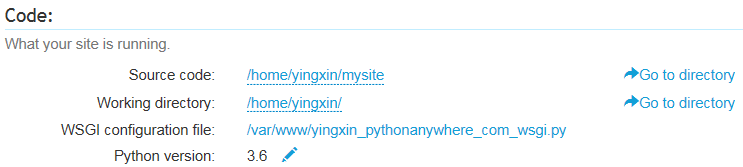 Code:
What your site is running.
Source code: /home/yingxin/mysite Go to directory
Working directory: /home/yingxin/ Go to directory
WSGI configuration file: /var/www/yingxin_pythonanywhere_com_wsgi.py
Python version: 3.6